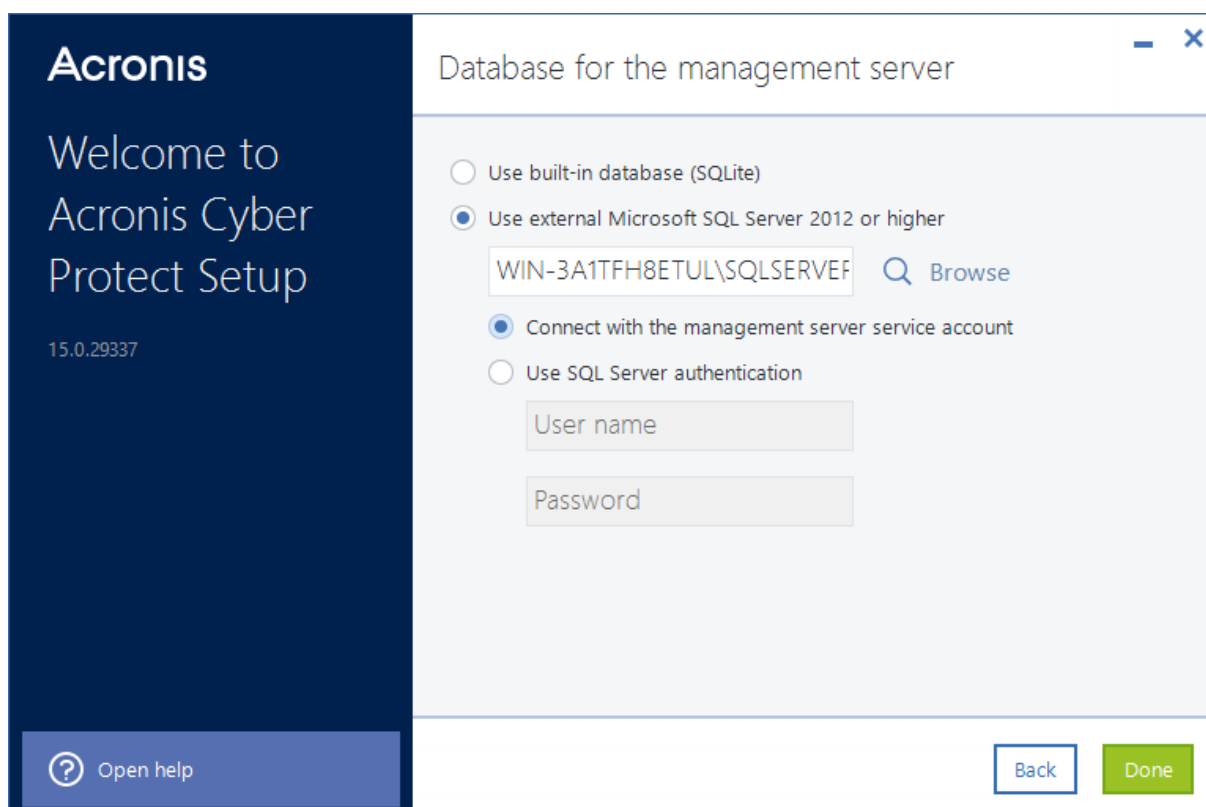 Acronis
Welcome to
Acronis Cyber
Protect Setup
15.0.29337
Open help
Database for the management server
Use built-in database (SQLite)
Use external Microsoft SQL Server 2012 or higher
WIN-3A1TFH8ETUL\SQLSERVER
Browse
Connect with the management server service account
Use SQL Server authentication
User name
Password
Back
Done